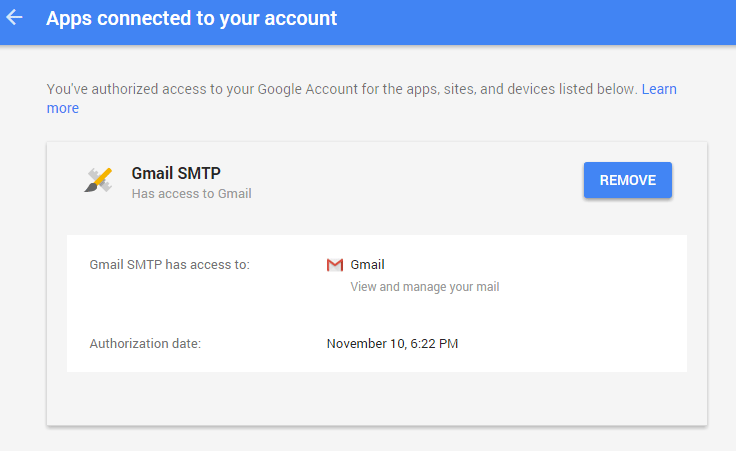 Apps connected to your account
You've authorized access to your Google Account for the apps, sites, and devices listed below. Learn
more
Gmail SMTP
Has access to Gmail
REMOVE
Gmail SMTP has access to:
Gmail
View and manage your mail
Authorization date:
November 10, 6:22 PM